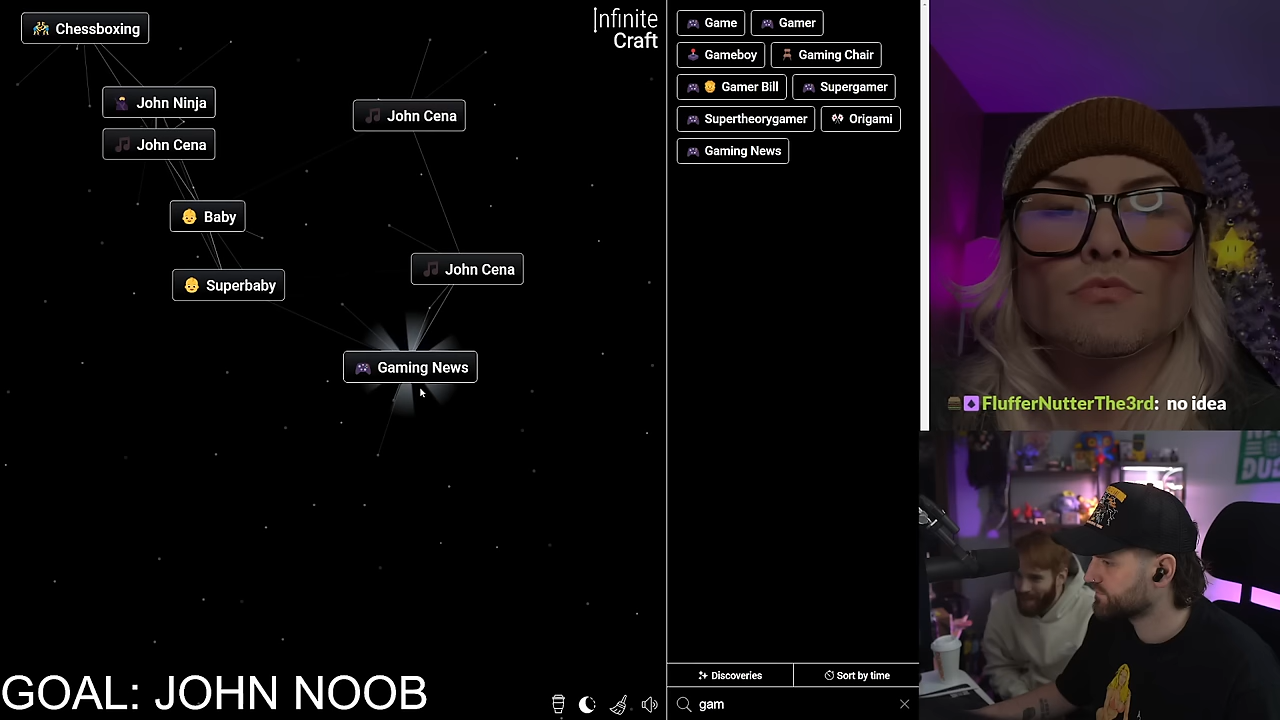 Chessboxing
Infinite
Craft
John Ninja
John Cena
John Cena
Baby
John Cena
Superbaby
Gaming News
GOAL: JOHN NOOB
Game
Gamer
Gameboy
Gaming Chair
Gamer Bill
Supergamer
Supertheorygamer
Origami
Gaming News
Discoveries
Sort by time
gam
FlufferNutterThe3rd: no idea